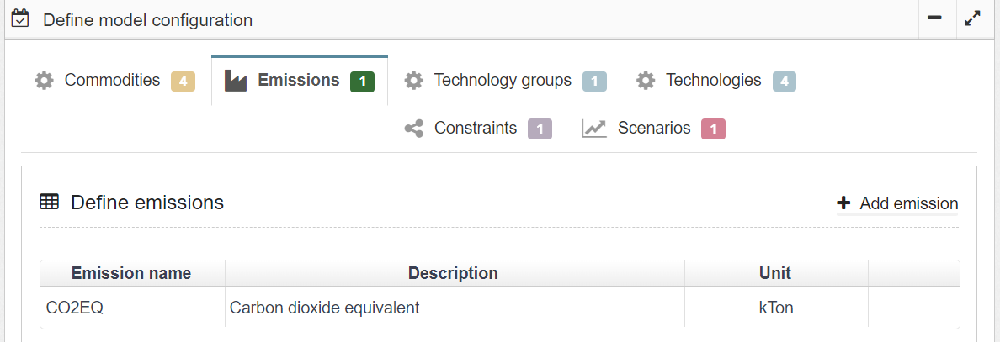 Define model configuration
Commodities 4 Emissions 1 Technology groups 1 Technologies 4
Constraints 1 Scenarios 1
Define emissions Add emission
Emission name Description Unit
CO2EQ Carbon dioxide equivalent kTon